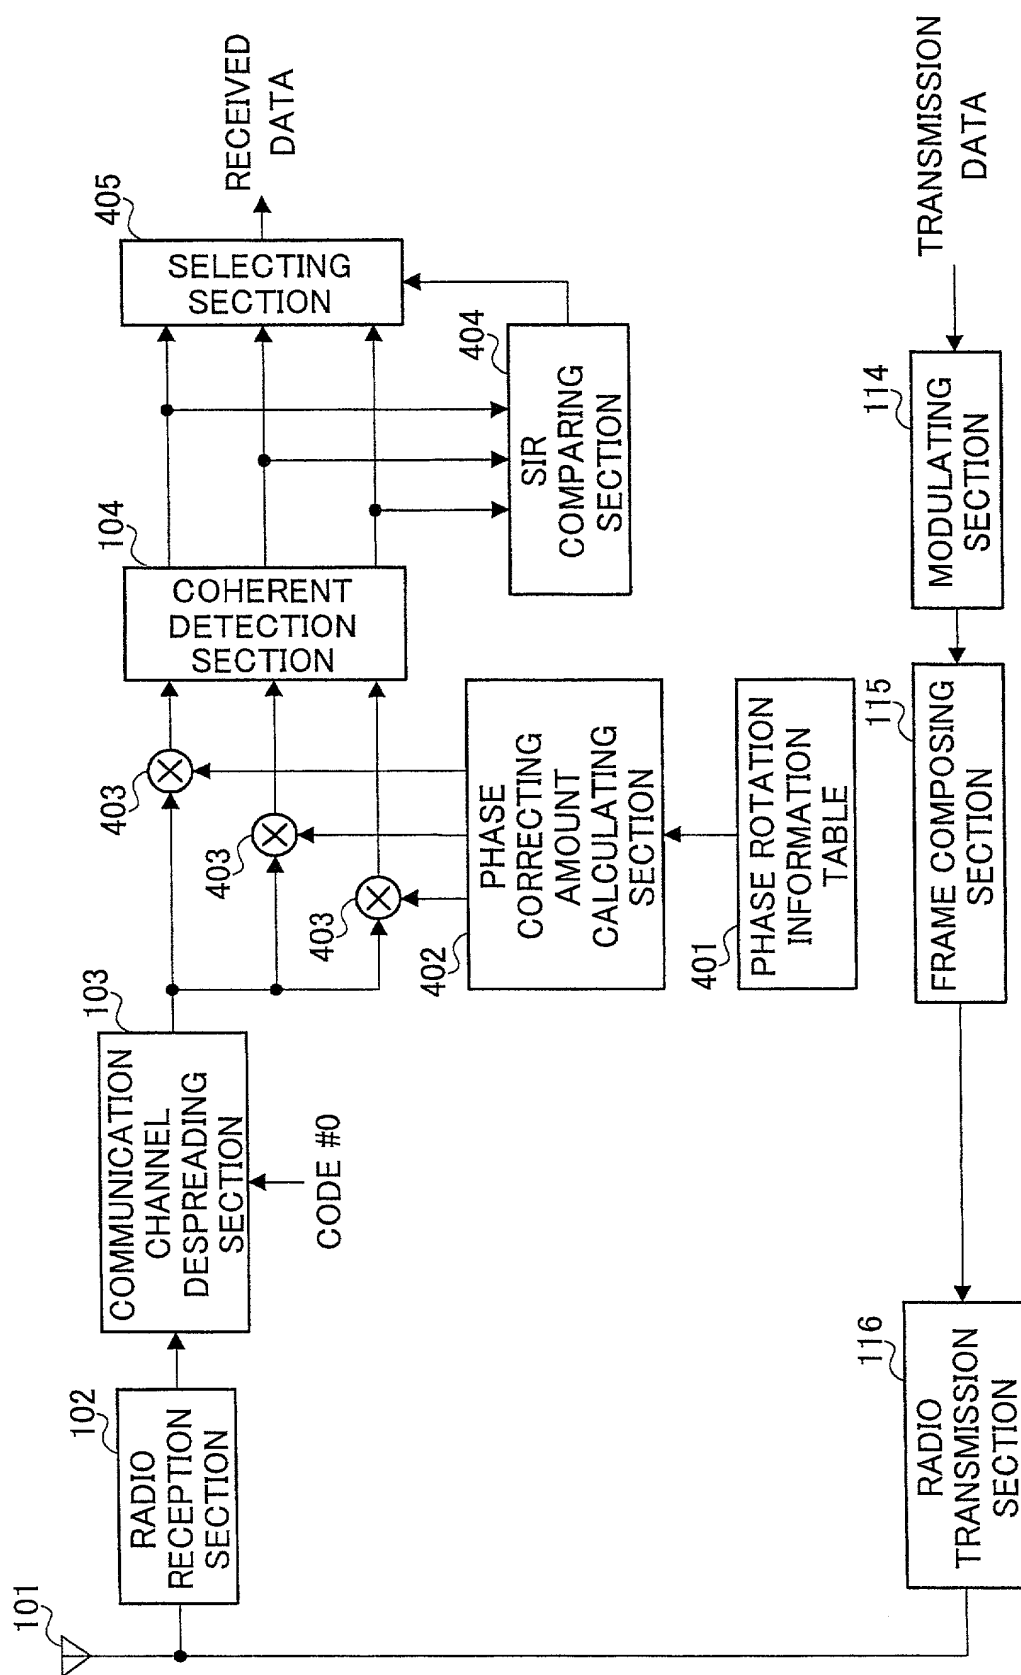 101
102
RADIO
RECEPTION
SECTION
103
COMMUNICATION
CHANNEL
DESPREADING
SECTION
CODE #0
403
403
403
104
COHERENT
DETECTION
SECTION
405
SELECTING
SECTION
RECEIVED
DATA
404
SIR
COMPARING
SECTION
402
PHASE
CORRECTING
AMOUNT
CALCULATING
SECTION
401
PHASE ROTATION
INFORMATION
TABLE
116
RADIO
TRANSMISSION
SECTION
115
FRAME COMPOSING
SECTION
114
MODULATING
SECTION
TRANSMISSION
DATA